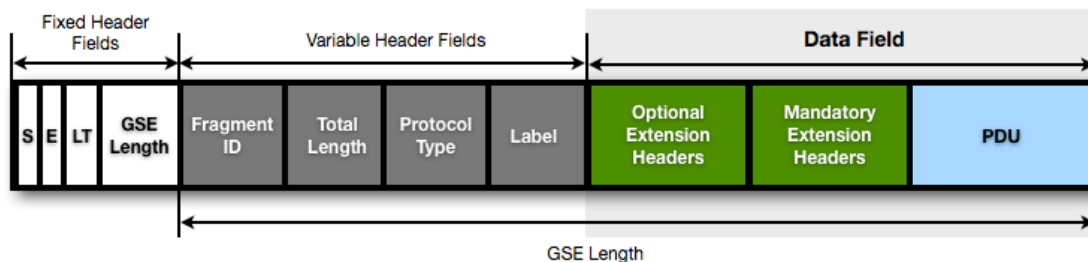 Fixed Header
Fields
Variable Header Fields
Data Field
S
E
LT
GSE
Length
Fragment
ID
Total
Length
Protocol
Type
Label
Optional
Extension
Headers
Mandatory
Extension
Headers
PDU
GSE Length